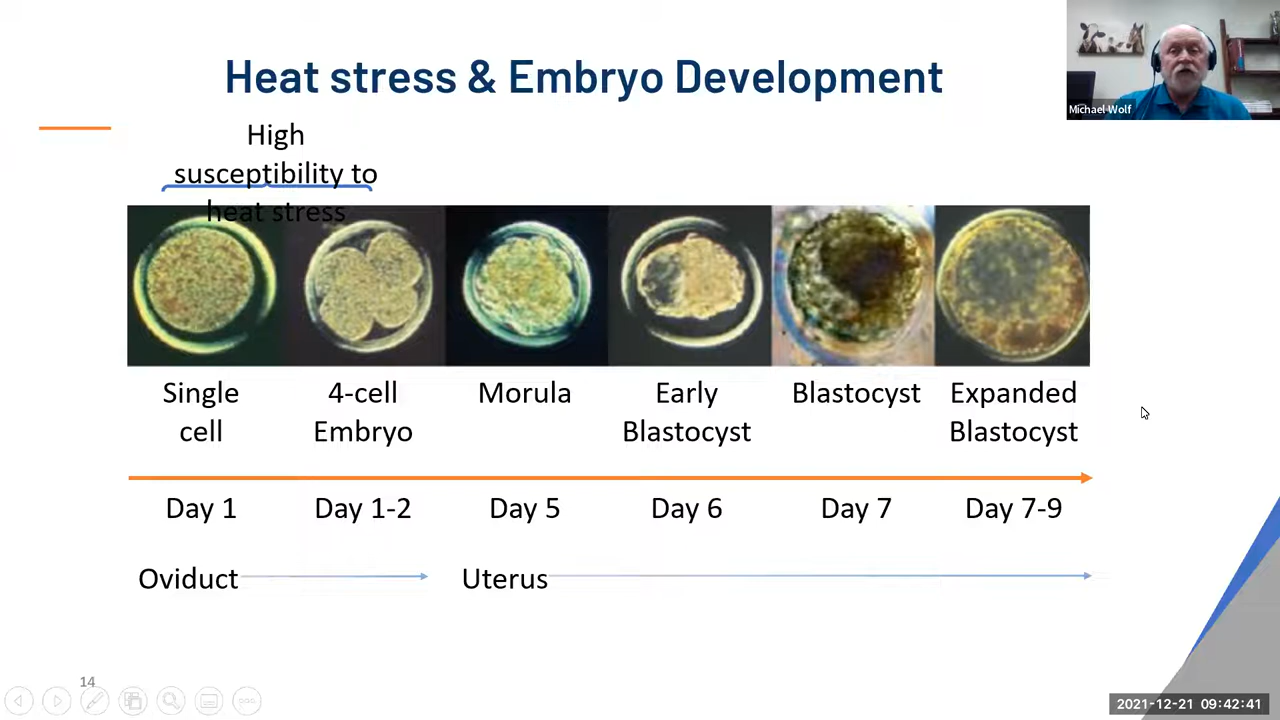 Heat stress & Embryo Development
Michael Wolf
High
susceptibility to
heat stress
Single
cell
4-cell
Embryo
Morula
Early
Blastocyst
Blastocyst
Expanded
Blastocyst
Day 1
Day 1-2
Day 5
Day 6
Day 7
Day 7-9
Oviduct
Uterus
14
2021-12-21 09:42:41